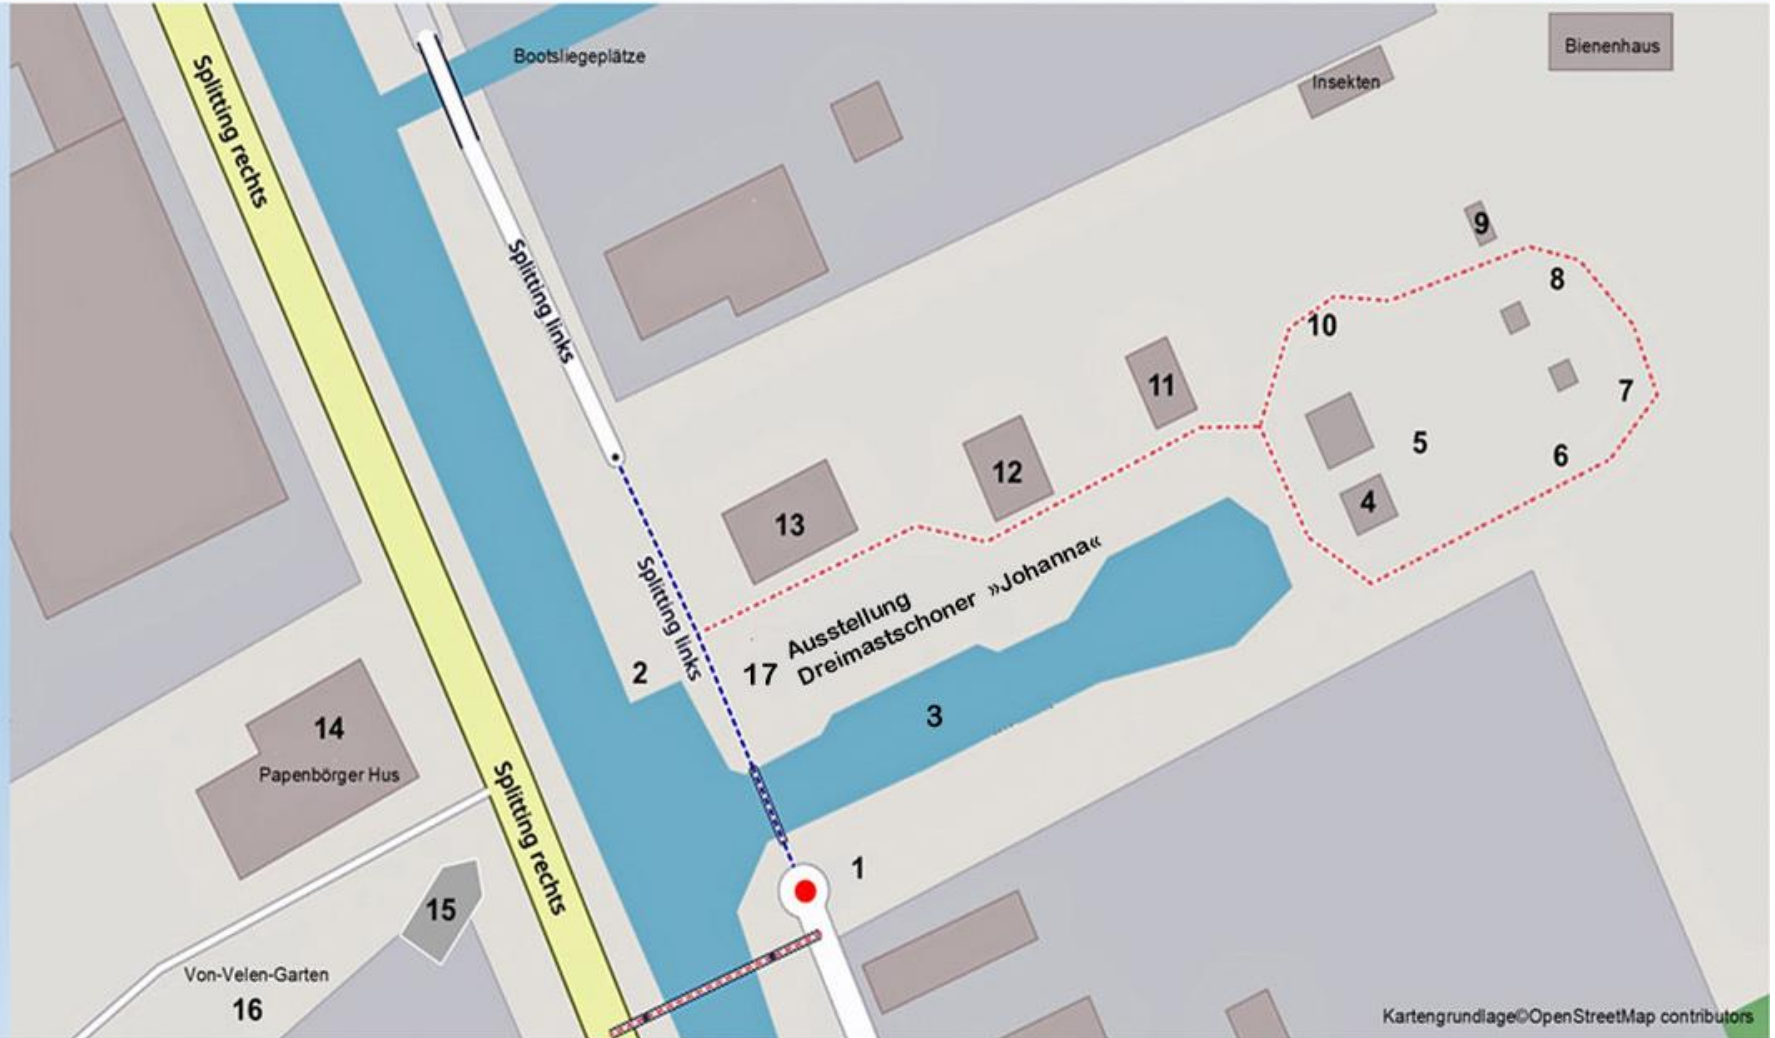 Splitting rechts
Bootsliegeplätze
Bienenhaus
Insekten
Splitting links
9
8
10
7
11
5
6
12
4
13
Splitting links
Ausstellung
Dreimastschoner »Johanna«
2
17
3
14
Papenbörger Hus
Splitting rechts
1
15
Von-Velen-Garten
16
Kartengrundlage©OpenStreetMap contributors